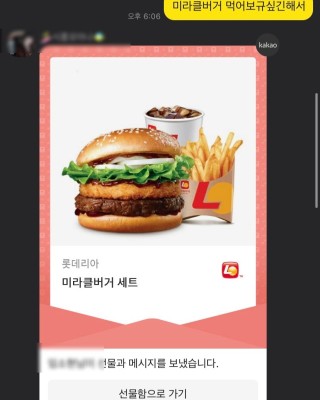 미라클버거 먹어보규싶긴해서
오후 6:06
kakao
롯데리아
미라클버거 세트
선물과 메시지를 보냈습니다.
선물함으로 가기